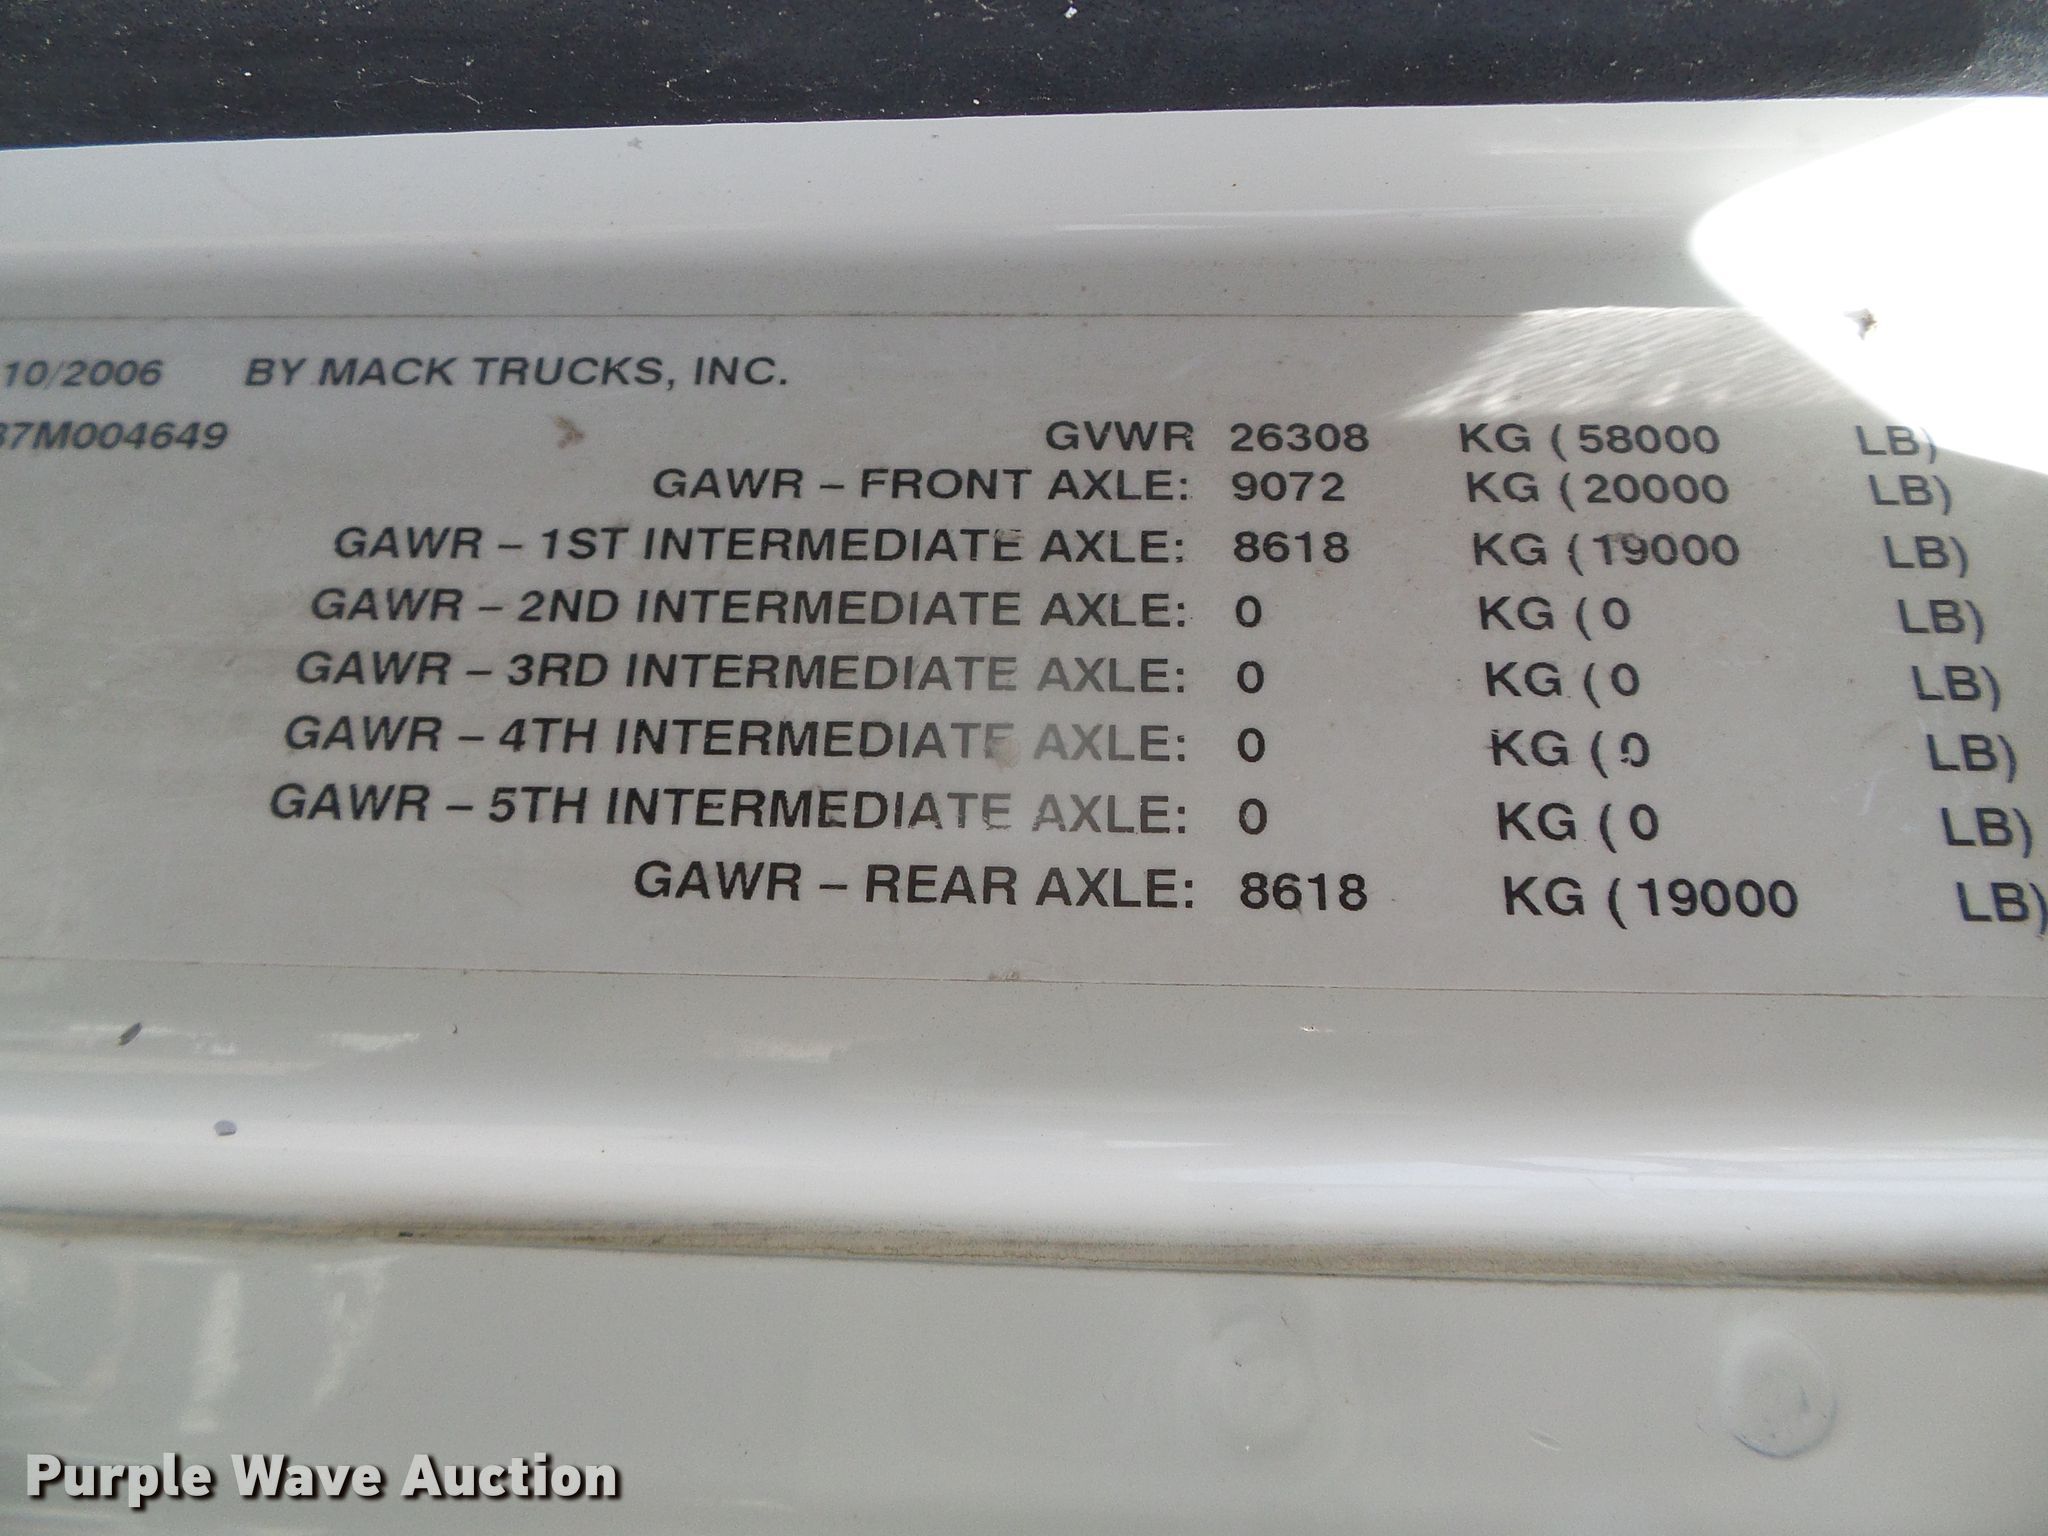 10/2006 BY MACK TRUCKS, INC.
37M004649 GVWR 26308 KG (58000 LB)
GAWR – FRONT AXLE: 9072 KG (20000 LB)
GAWR – 1ST INTERMEDIATE AXLE: 8618 KG (19000 LB)
GAWR – 2ND INTERMEDIATE AXLE: 0 KG (0 LB)
GAWR – 3RD INTERMEDIATE AXLE: 0 KG (0 LB)
GAWR – 4TH INTERMEDIATE AXLE: 0 KG (0 LB)
GAWR – 5TH INTERMEDIATE AXLE: 0 KG (0 LB)
GAWR – REAR AXLE: 8618 KG (19000 LB)
Purple Wave Auction